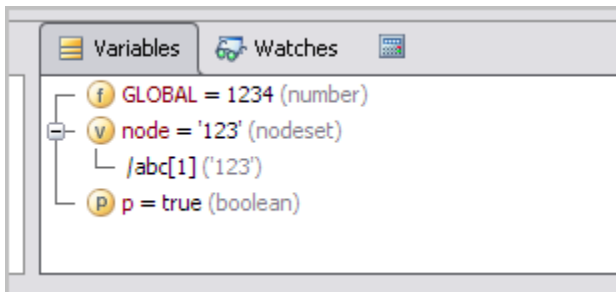 Variables Watches
f GLOBAL = 1234 (number)
v node = '123' (nodeset)
/abc[1] ('123')
p p = true (boolean)